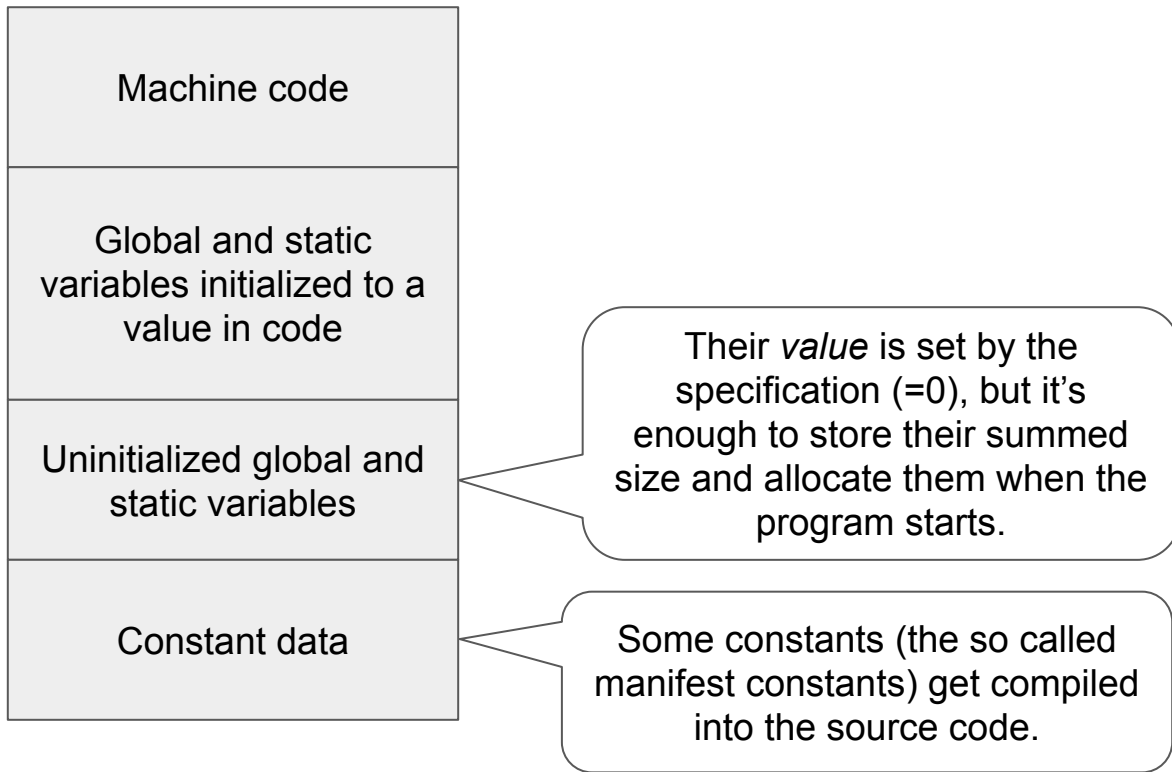 Machine code
Global and static
variables initialized to a
value in code
Uninitialized global and
static variables
Their value is set by the
specification (=0), but it’s
enough to store their summed
size and allocate them when the
program starts.
Constant data
Some constants (the so called
manifest constants) get compiled
into the source code.